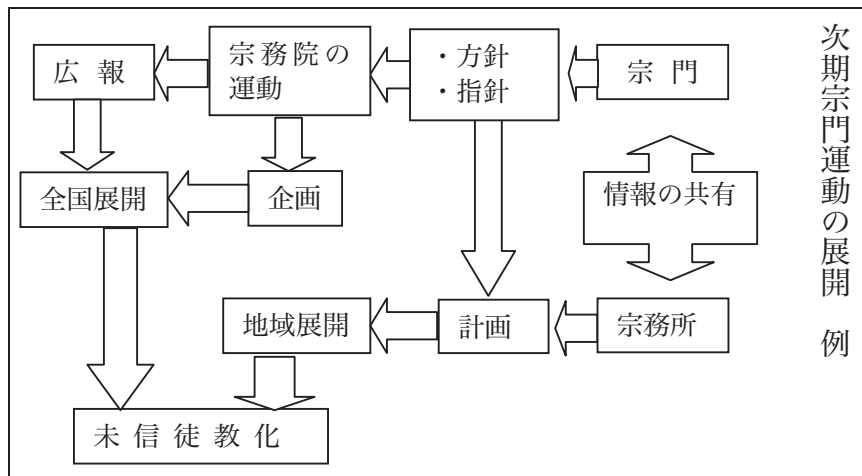 次期宗門運動の展開 例
宗 門
・方針
・指針
宗務院の
運動
広 報
情報の共有
企画
全国展開
宗務所
計画
地域展開
未信徒教化